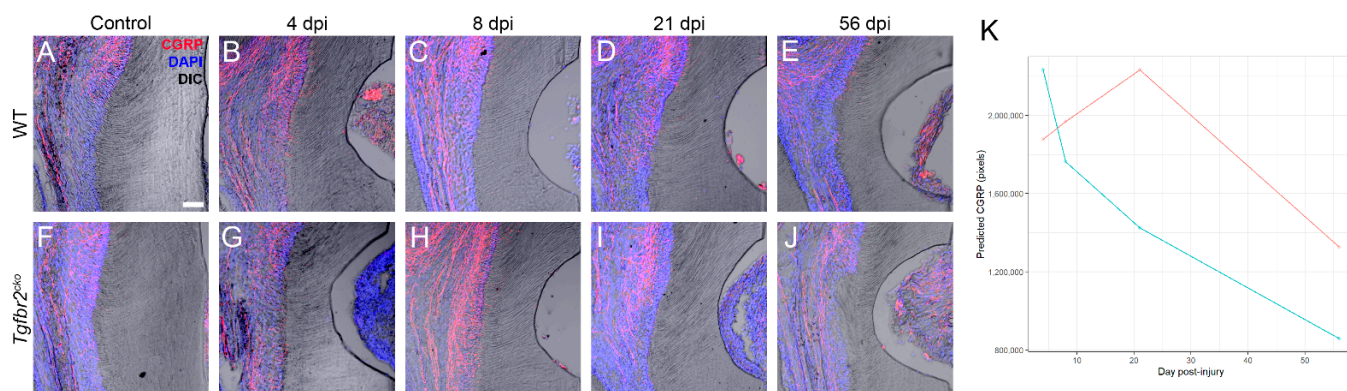 Control 4 dpi 8 dpi 21 dpi 56 dpi
WT
A CGRP
DAPI
DIC
B
C
D
E
Tgfbr2cko
F
G
H
I
J
K
Predicted CGRP (pixels)
2,000,000
1,600,000
1,200,000
800,000
10 20 30 40 50
Day post-injury